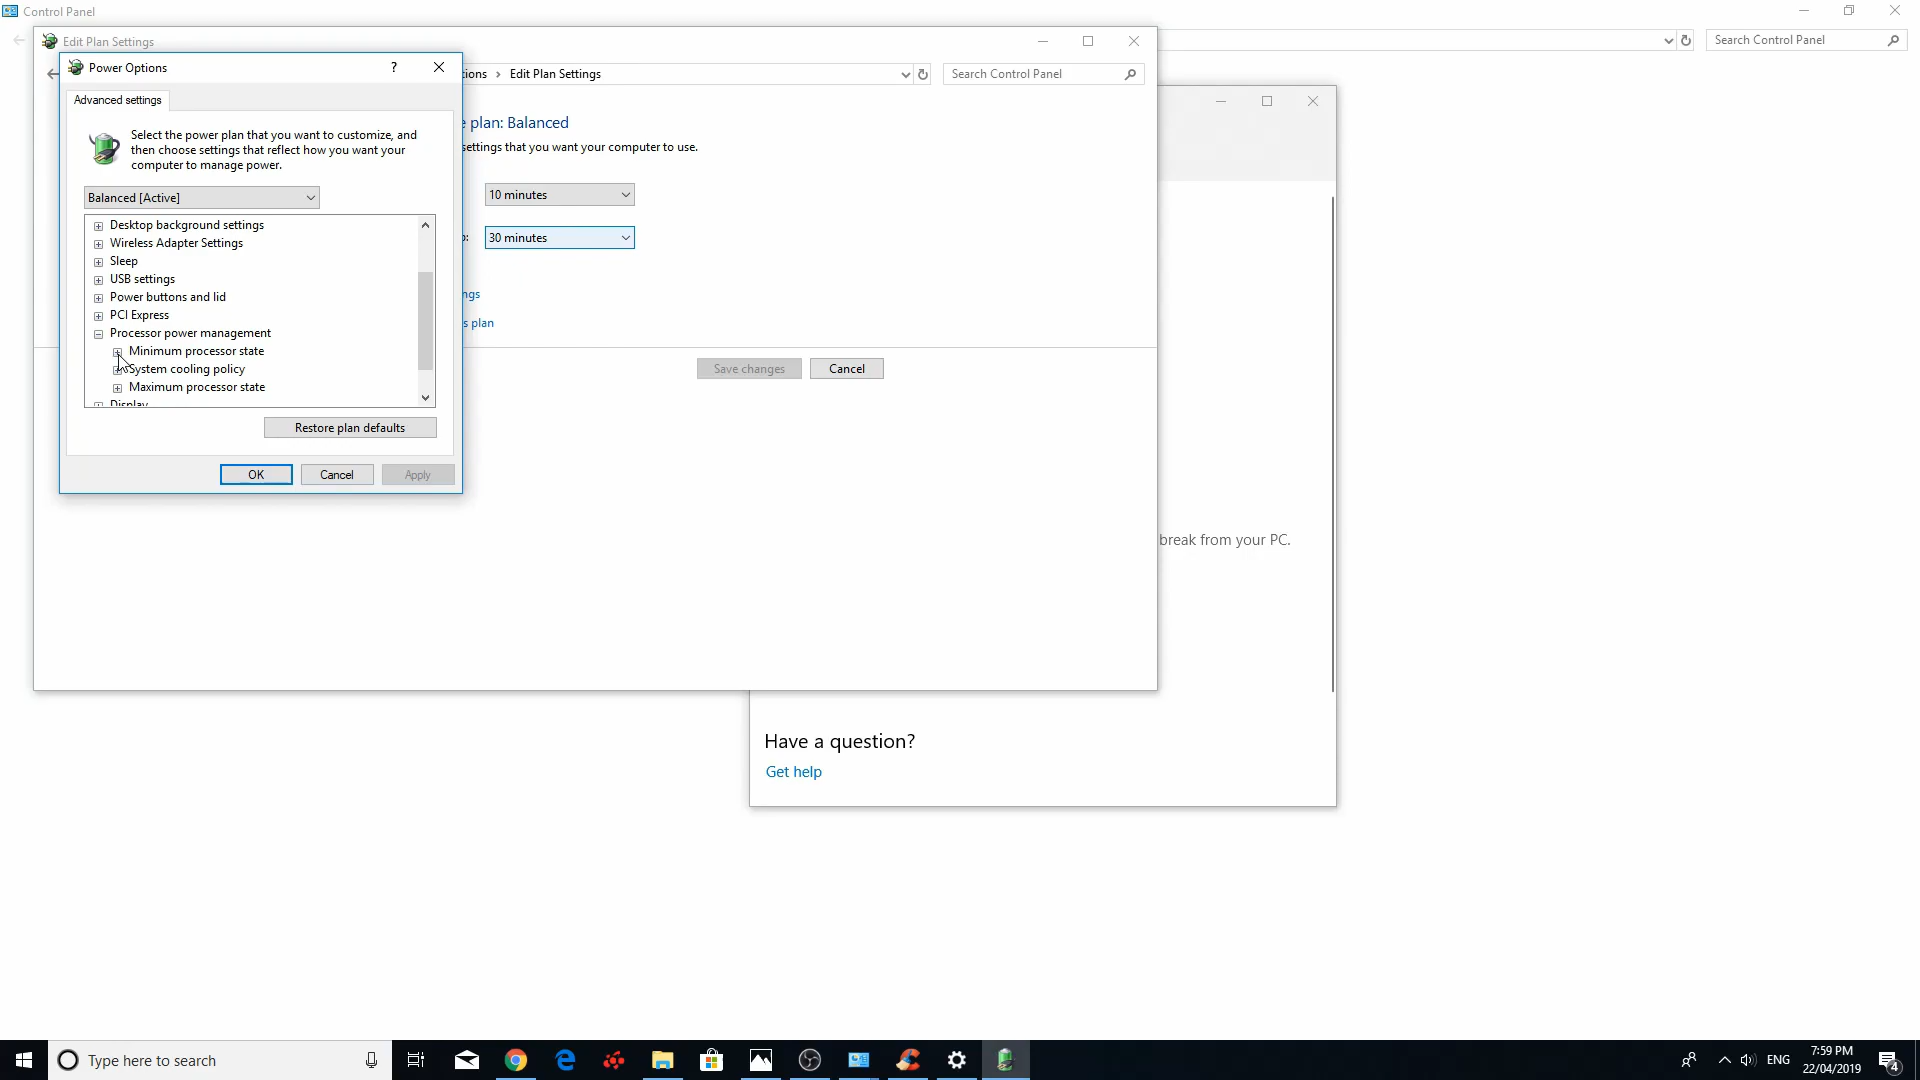 Control Panel
Search Control Panel
Edit Plan Settings
Power Options
?
Edit Plan Settings
Search Control Panel
Advanced settings
plan: Balanced
Select the power plan that you want to customize, and
then choose settings that reflect how you want your
computer to manage power.
settings that you want your computer to use.
Balanced [Active]
10 minutes
30 minutes
Desktop background settings
Wireless Adapter Settings
Sleep
USB settings
Power buttons and lid
PCI Express
Processor power management
Minimum processor state
System cooling policy
Maximum processor state
Display
plan
Save changes
Cancel
Restore plan defaults
OK
Cancel
Apply
break from your PC.
Have a question?
Get help
Type here to search
ENG
7:59 PM
22/04/2019
4